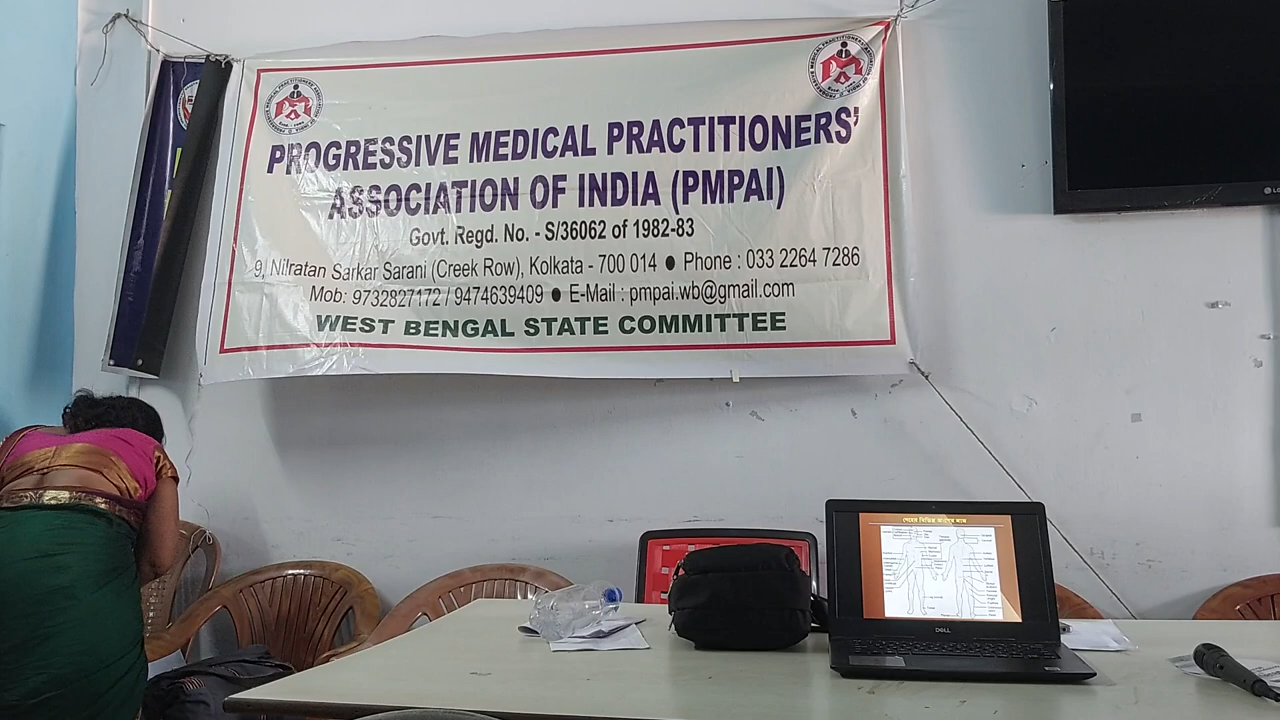 PROGRESSIVE MEDICAL PRACTITIONERS'
ASSOCIATION OF INDIA (PMPAI)
Govt. Regd. No. - S/36062 of 1982-83
9, Nilratan Sarkar Sarani (Creek Row), Kolkata - 700 014 ● Phone : 033 2264 7286
Mob: 9732827172 / 9474639409 ● E-Mail : pmpai.wb@gmail.com
WEST BENGAL STATE COMMITTEE
দেহের বিভিন্ন অংশের নাম
DELL